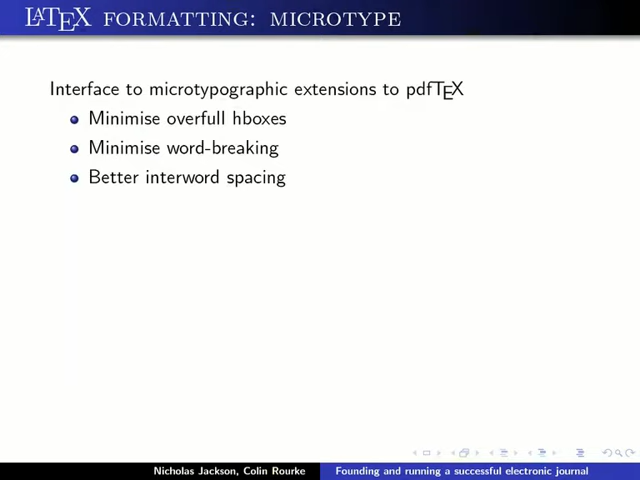 LATEX FORMATTING: MICROTYPE
Interface to microtypographic extensions to pdfTEX
Minimise overfull hboxes
Minimise word-breaking
Better interword spacing
Nicholas Jackson, Colin Rourke
Founding and running a successful electronic journal